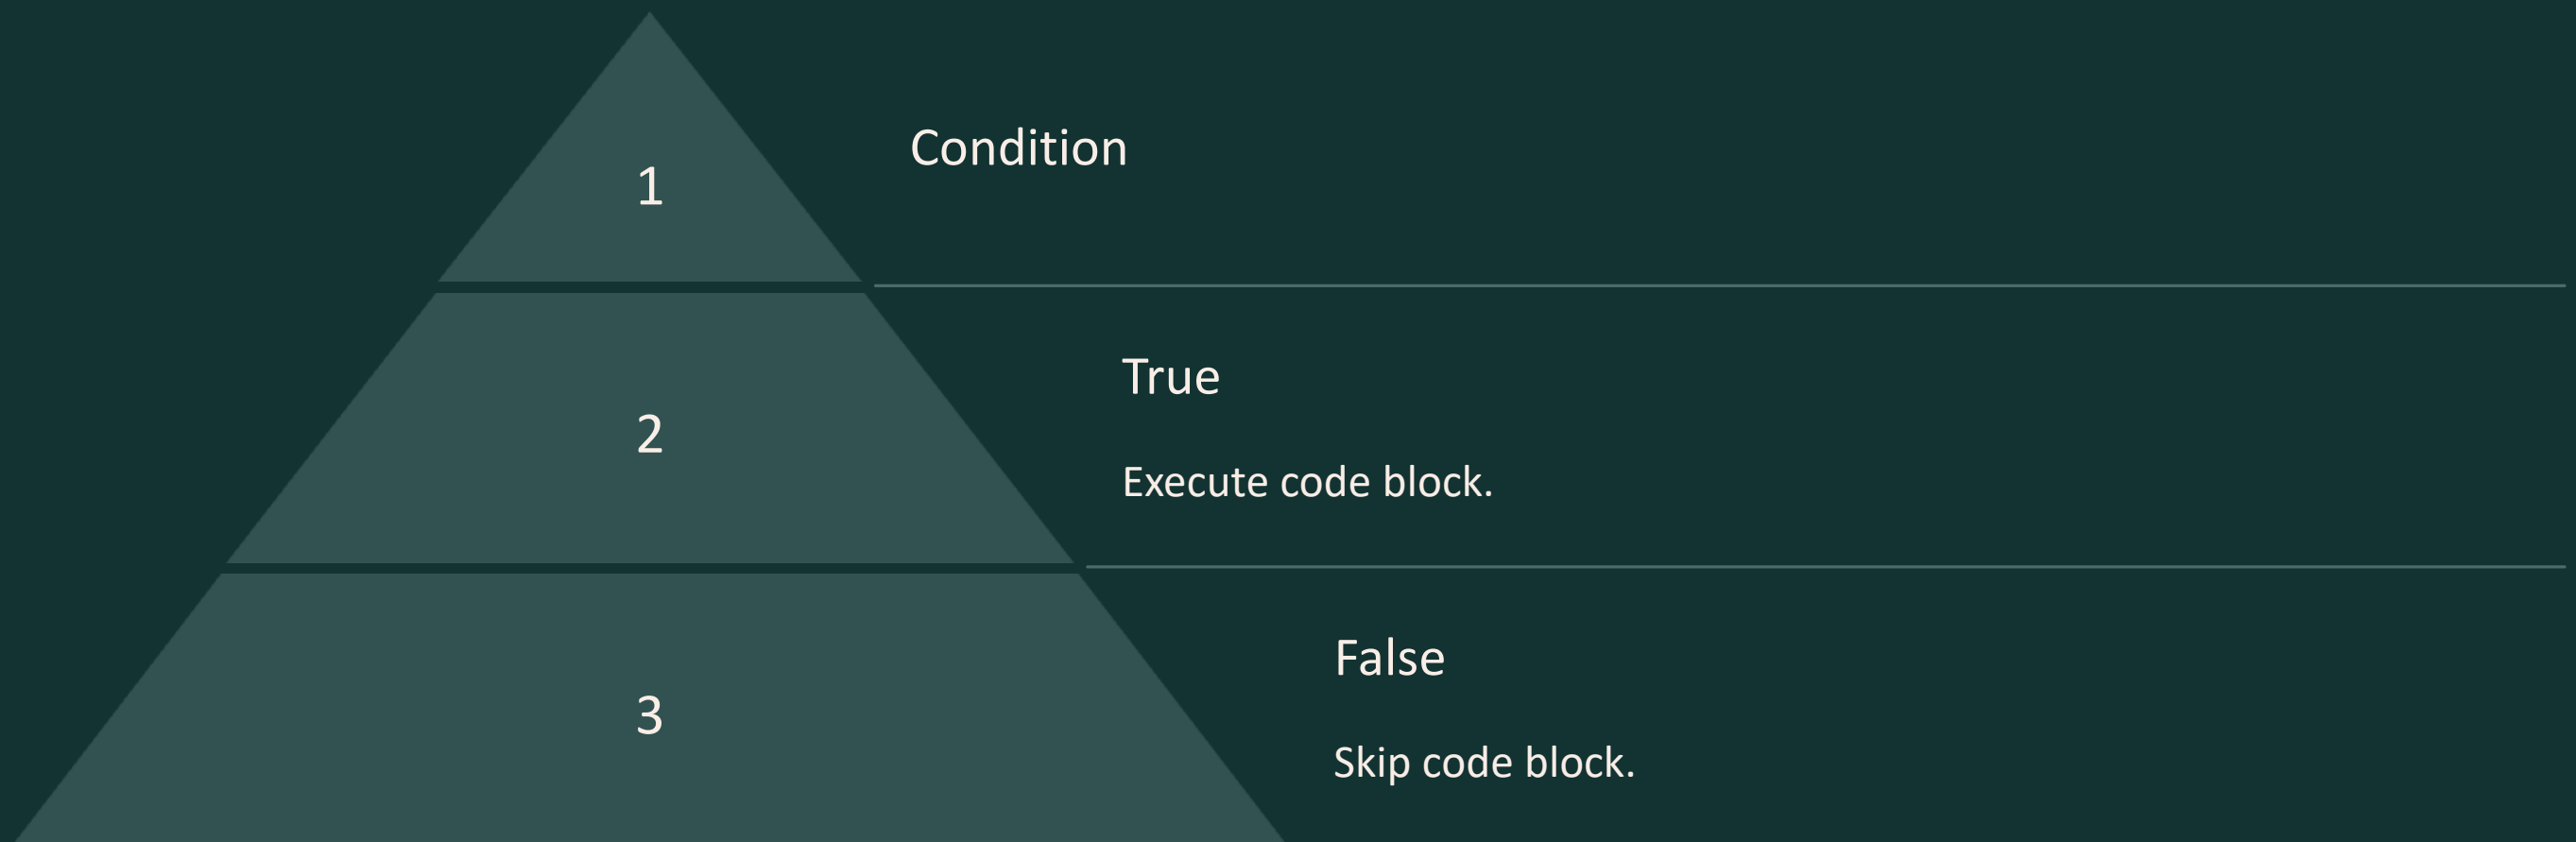 1
Condition
2
True
Execute code block.
3
False
Skip code block.